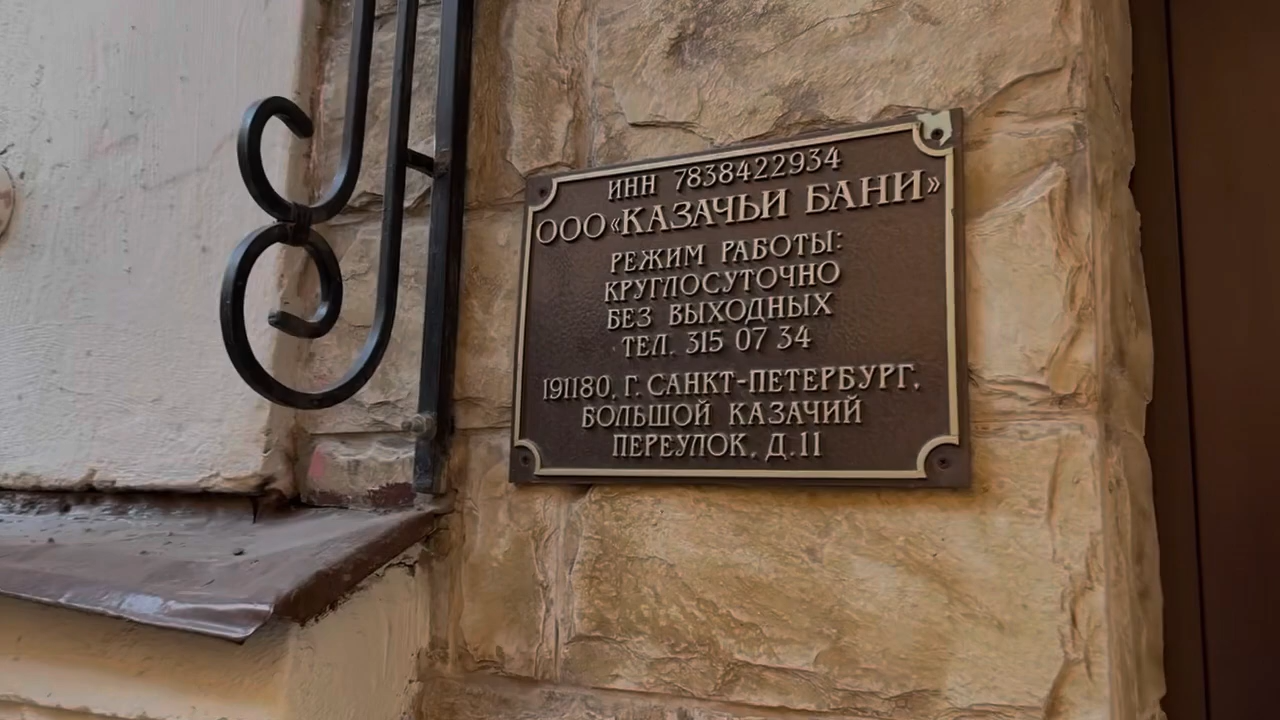 ИНН 7838422934
ООО «КАЗАЧЬИ БАНИ»
РЕЖИМ РАБОТЫ:
КРУГЛОСУТОЧНО
БЕЗ ВЫХОДНЫХ
ТЕЛ. 315 07 34
191180, Г. САНКТ-ПЕТЕРБУРГ,
БОЛЬШОЙ КАЗАЧИЙ
ПЕРЕУЛОК, Д.11